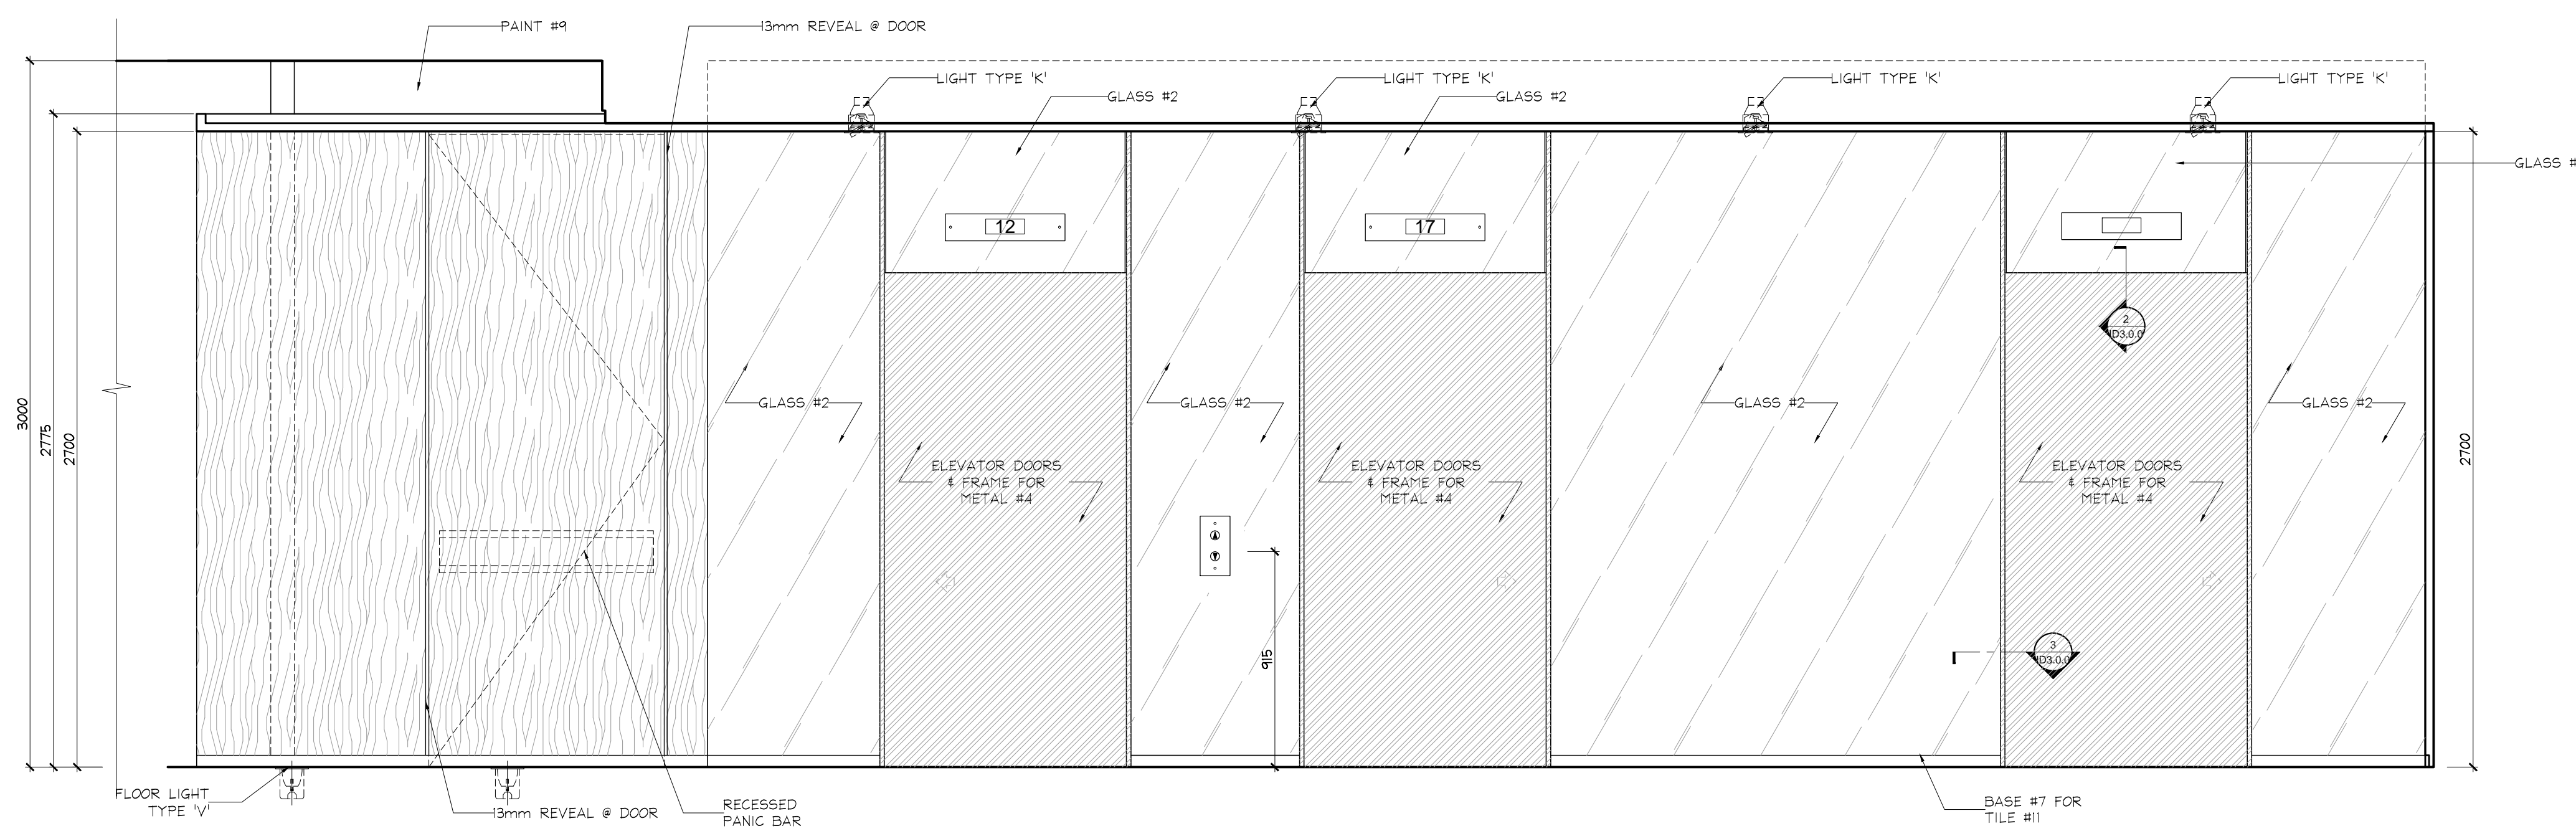 PAINT #9
13mm REVEAL @ DOOR
LIGHT TYPE 'K'
LIGHT TYPE 'K'
LIGHT TYPE 'K'
LIGHT TYPE 'K'
GLASS #2
GLASS #2
GLASS #
12
17
2
ID3.0.0
3000
2775
2700
GLASS #2
GLASS #2
GLASS #2
GLASS #2
2700
ELEVATOR DOORS
& FRAME FOR
METAL #4
ELEVATOR DOORS
& FRAME FOR
METAL #4
ELEVATOR DOORS
& FRAME FOR
METAL #4
915
3
ID3.0.0
FLOOR LIGHT
TYPE 'V'
13mm REVEAL @ DOOR
RECESSED
PANIC BAR
BASE #7 FOR
TILE #11